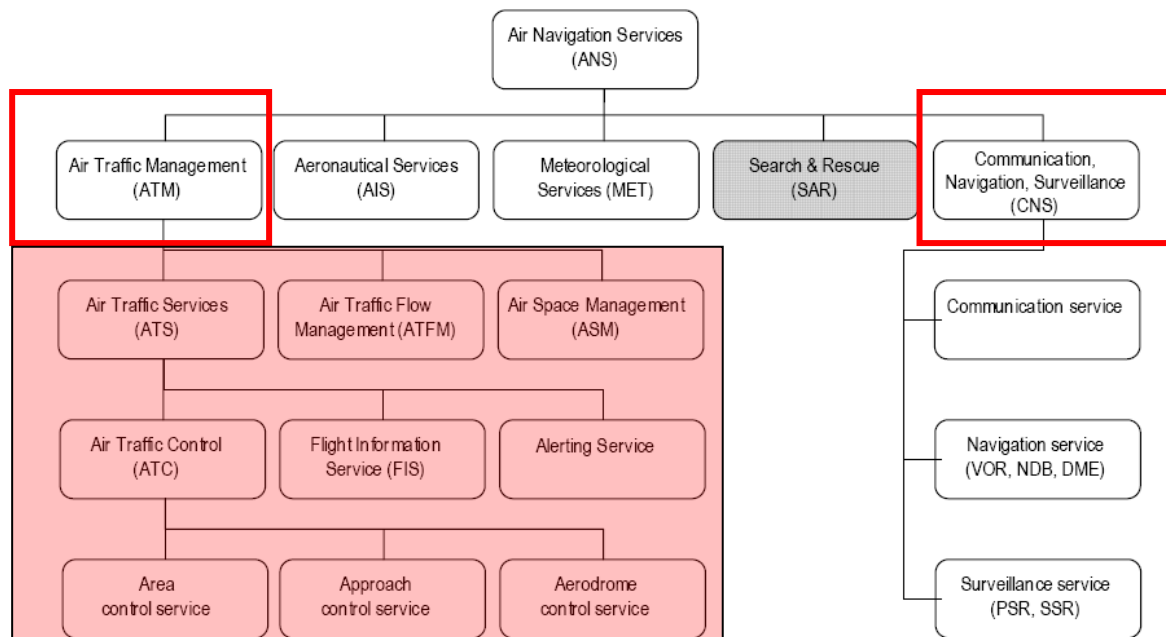 Air Navigation Services
(ANS)
Air Traffic Management
(ATM)
Aeronautical Services
(AIS)
Meteorological
Services (MET)
Search & Rescue
(SAR)
Communication,
Navigation, Surveillance
(CNS)
Air Traffic Services
(ATS)
Air Traffic Flow
Management (ATFM)
Air Space Management
(ASM)
Communication service
Air Traffic Control
(ATC)
Flight Information
Service (FIS)
Alerting Service
Navigation service
(VOR, NDB, DME)
Area
control service
Approach
control service
Aerodrome
control service
Surveillance service
(PSR, SSR)